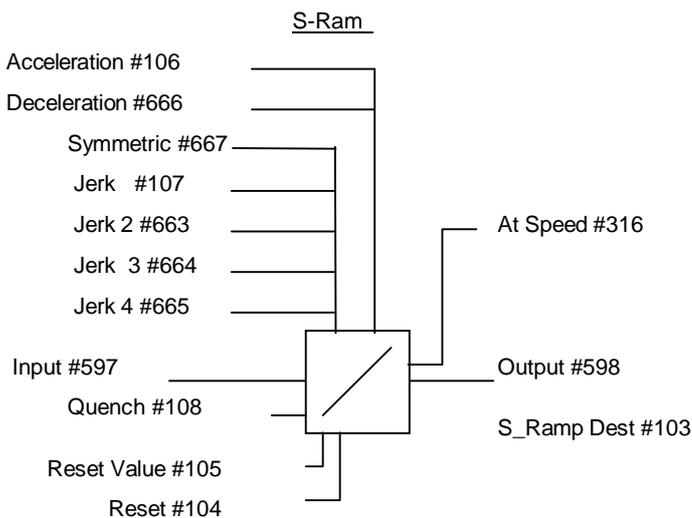 S-Ram
Acceleration #106
Deceleration #666
Symmetric #667
Jerk #107
Jerk 2 #663
Jerk 3 #664
Jerk 4 #665
At Speed #316
Input #597
Output #598
Quench #108
S_Ramp Dest #103
Reset Value #105
Reset #104